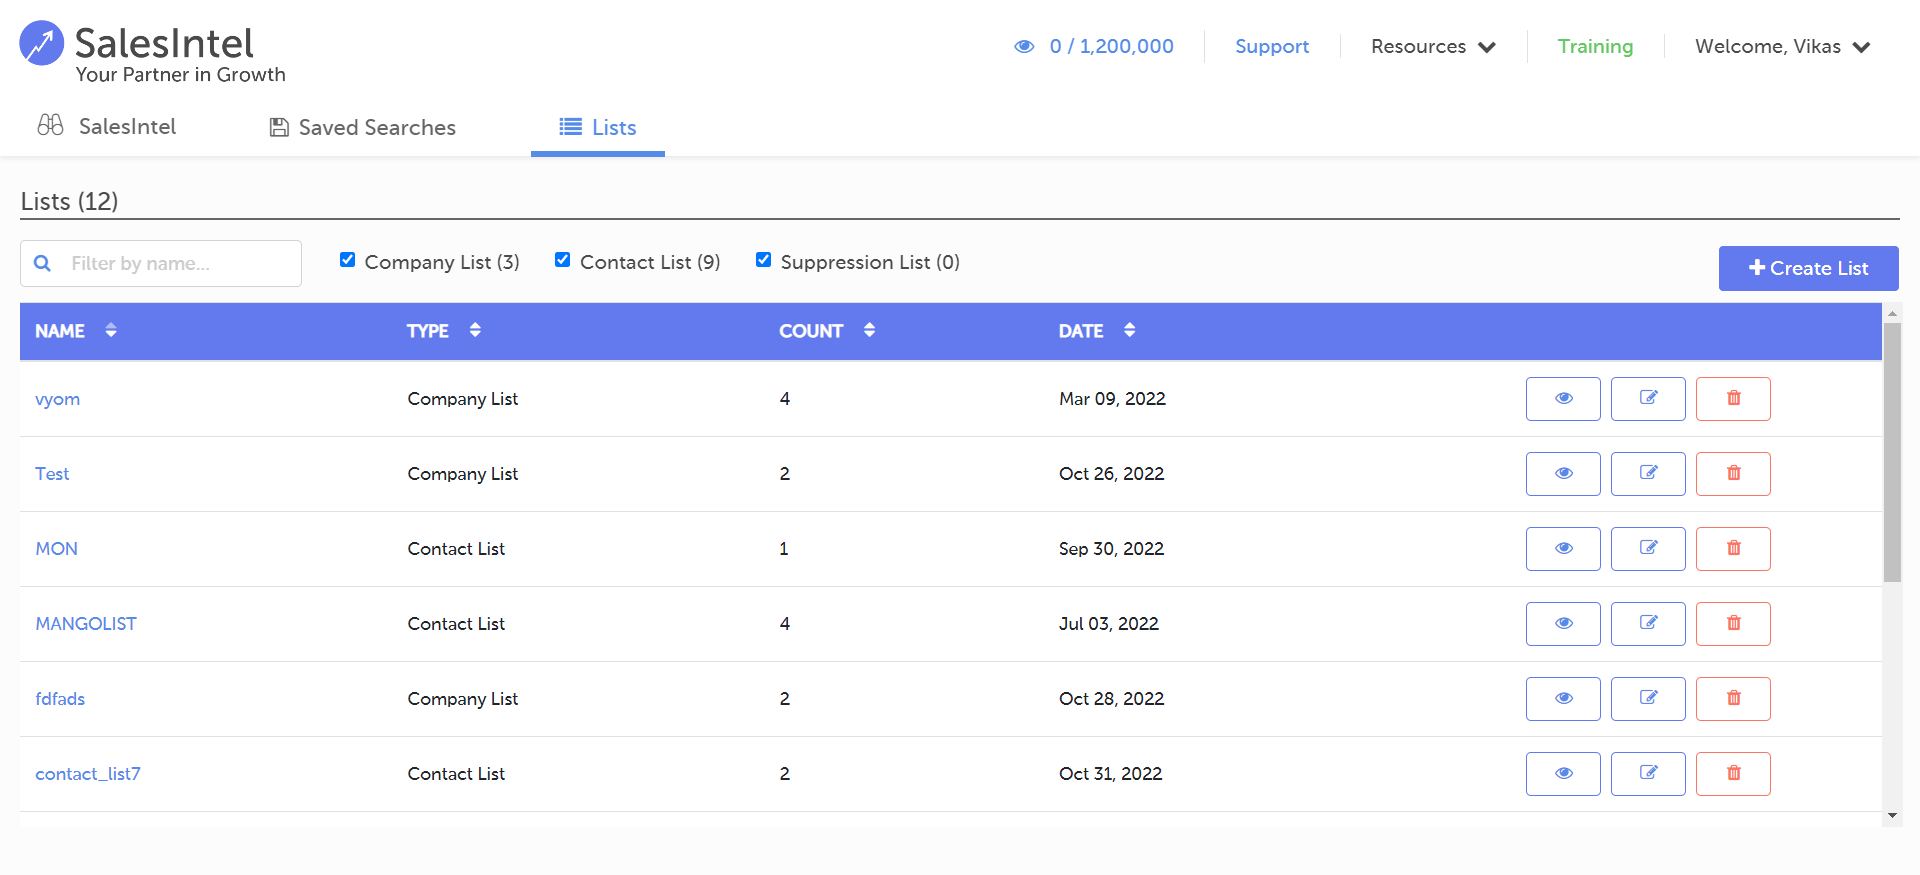 SalesIntel
Your Partner in Growth
0 / 1,200,000
Support
Resources
Training
Welcome, Vikas
SalesIntel
Saved Searches
Lists
Lists (12)
Filter by name...
Company List (3)
Contact List (9)
Suppression List (0)
Create List
NAME TYPE COUNT DATE
vyom Company List 4 Mar 09, 2022
Test Company List 2 Oct 26, 2022
MON Contact List 1 Sep 30, 2022
MANGOLIST Contact List 4 Jul 03, 2022
fdfads Company List 2 Oct 28, 2022
contact_list7 Contact List 2 Oct 31, 2022